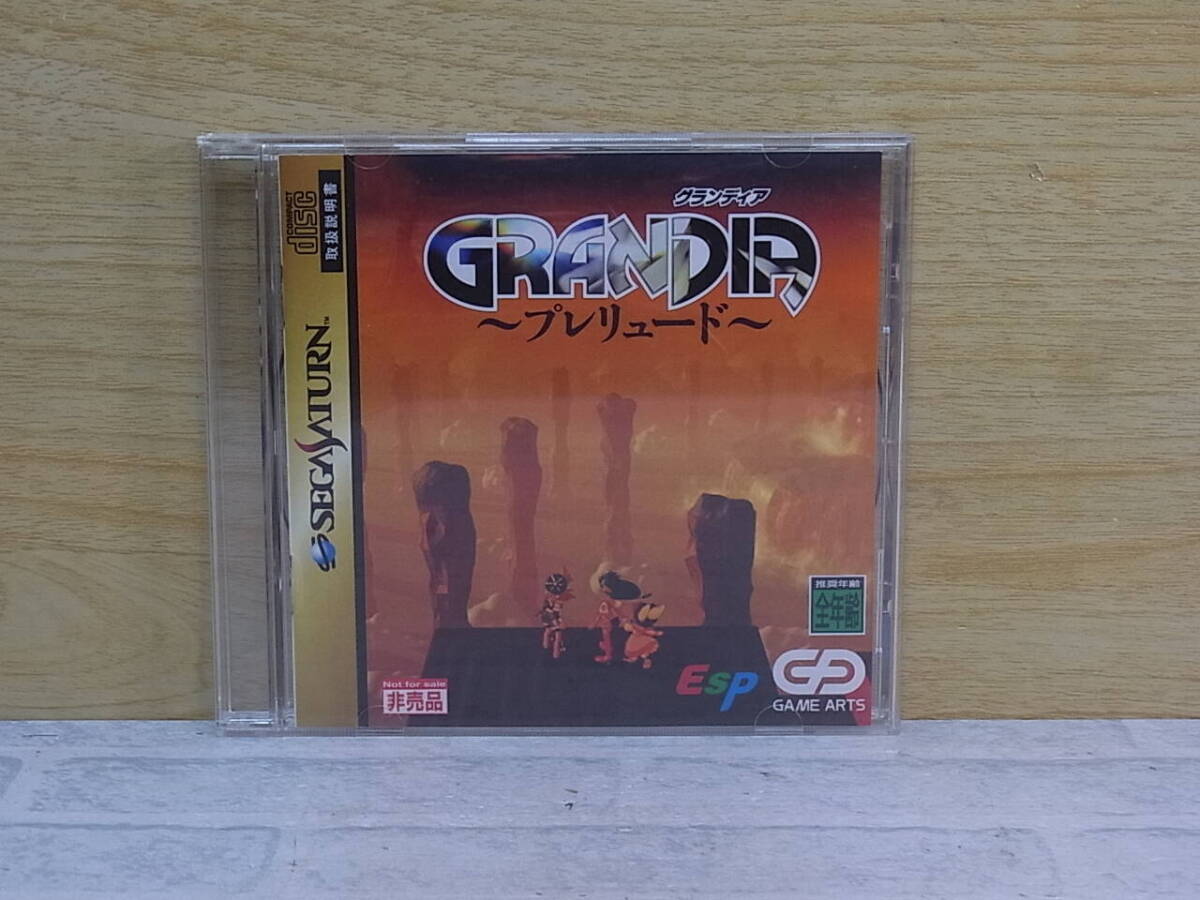 COMPACT
disc
取扱説明書
SEGA SATURN™
グランディア
GRANDIA
～プレリュード～
推奨年齢
全年齢
Not for sale
非売品
Esp
GAME ARTS